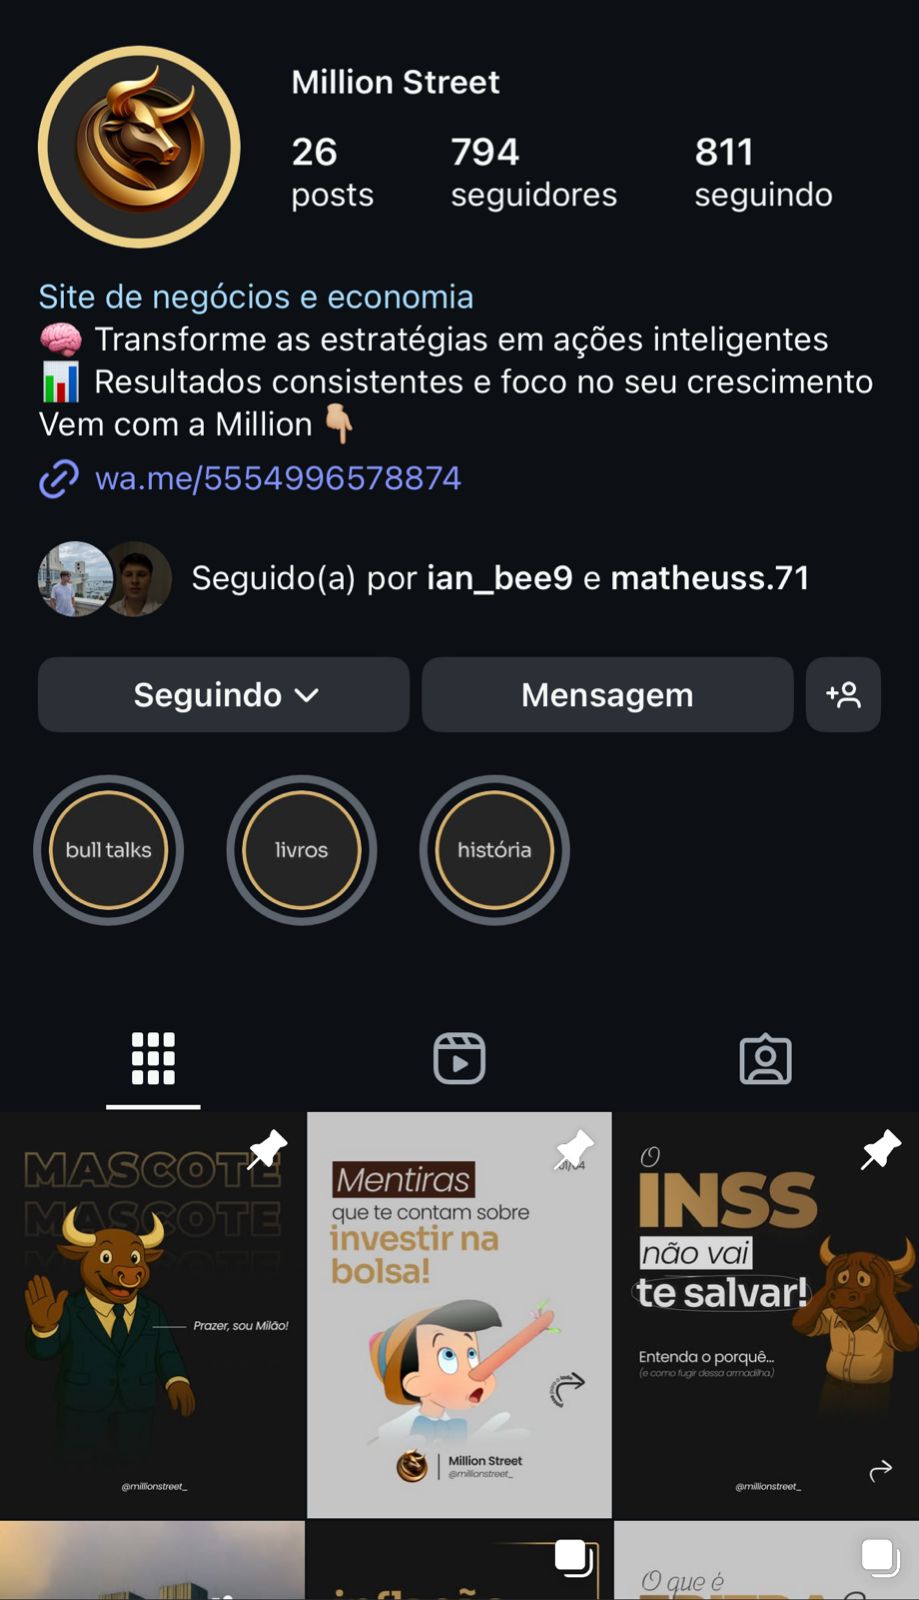 Million Street
26
794
811
posts
seguidores
seguindo
Site de negócios e economia
🧠 Transforme as estratégias em ações inteligentes
📊 Resultados consistentes e foco no seu crescimento
Vem com a Million 👇🏼
wa.me/5554996578874
Seguido(a) por ian_bee9 e matheuss.71
Seguindo
Mensagem
bull talks
livros
história
MASCOTE
MASCOTE
Prazer, sou Milão!
@millionstreet_
Mentiras
que te contam sobre
investir na
bolsa!
Million Street
@millionstreet_
O
INSS
não vai
te salvar!
Entenda o porquê...
(e como fugir dessa armadilha.)
@millionstreet_
inflação
O que é